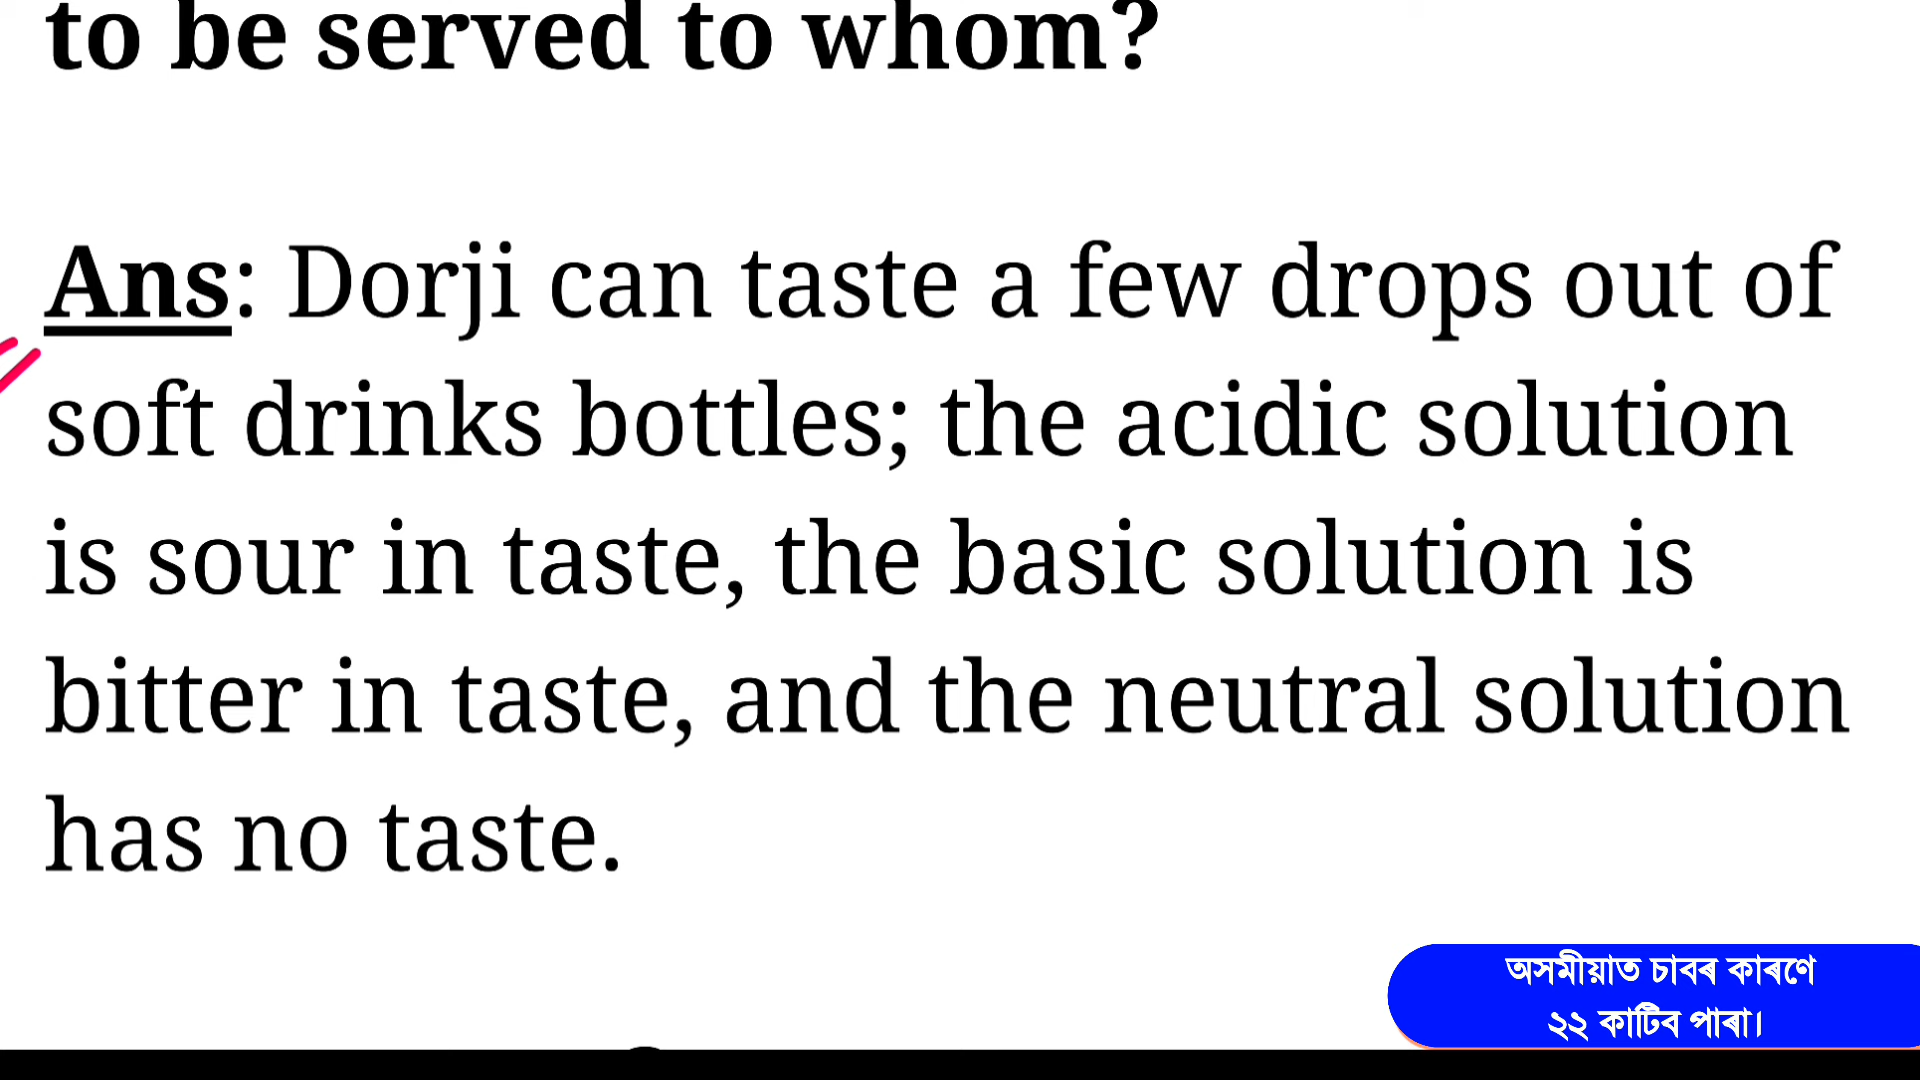 to be served to whom?
Ans: Dorji can taste a few drops out of
soft drinks bottles; the acidic solution
is sour in taste, the basic solution is
bitter in taste, and the neutral solution
has no taste.
অসমীয়াত চাবৰ কাৰণে
২২ কাটিব পাৰা।